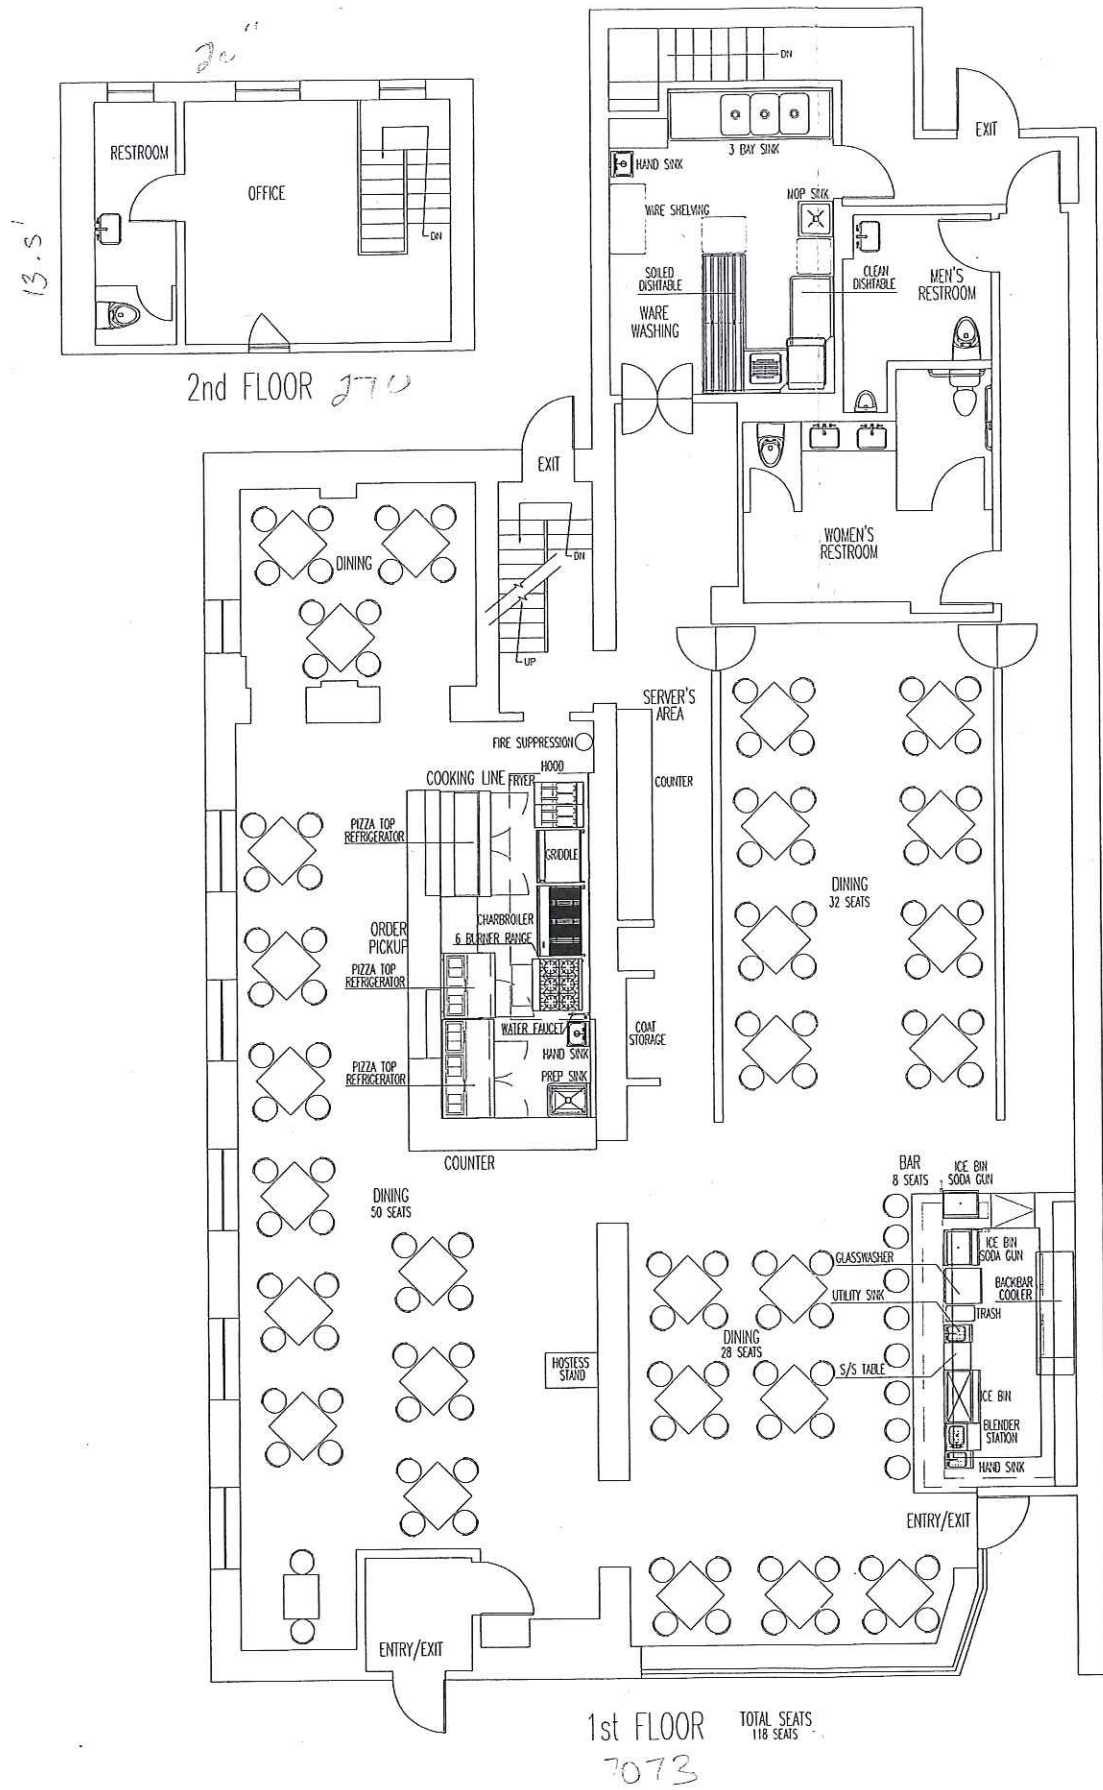 20"
13.5'
RESTROOM
OFFICE
DN
2nd FLOOR 270
DN
EXIT
3 BAY SINK
HAND SINK
MOP SINK
WIRE SHELVING
SOILED
DISHTABLE
CLEAN
DISHTABLE
MEN'S
RESTROOM
WARE
WASHING
EXIT
DINING
DN
UP
WOMEN'S
RESTROOM
SERVER'S
AREA
FIRE SUPPRESSION
HOOD
COOKING LINE
FRYER
COUNTER
PIZZA TOP
REFRIGERATOR
GRIDDLE
DINING
32 SEATS
CHARBROILER
ORDER
PICKUP
6 BURNER RANGE
PIZZA TOP
REFRIGERATOR
WATER FAUCET
COAT
STORAGE
HAND SINK
PIZZA TOP
REFRIGERATOR
PREP SINK
COUNTER
BAR
8 SEATS
ICE BIN
SODA GUN
DINING
50 SEATS
GLASSWASHER
ICE BIN
SODA GUN
BACKBAR
COOLER
UTILITY SINK
TRASH
DINING
28 SEATS
HOSTESS
STAND
S/S TABLE
ICE BIN
BLENDER
STATION
HAND SINK
ENTRY/EXIT
ENTRY/EXIT
1st FLOOR
TOTAL SEATS
118 SEATS
7073